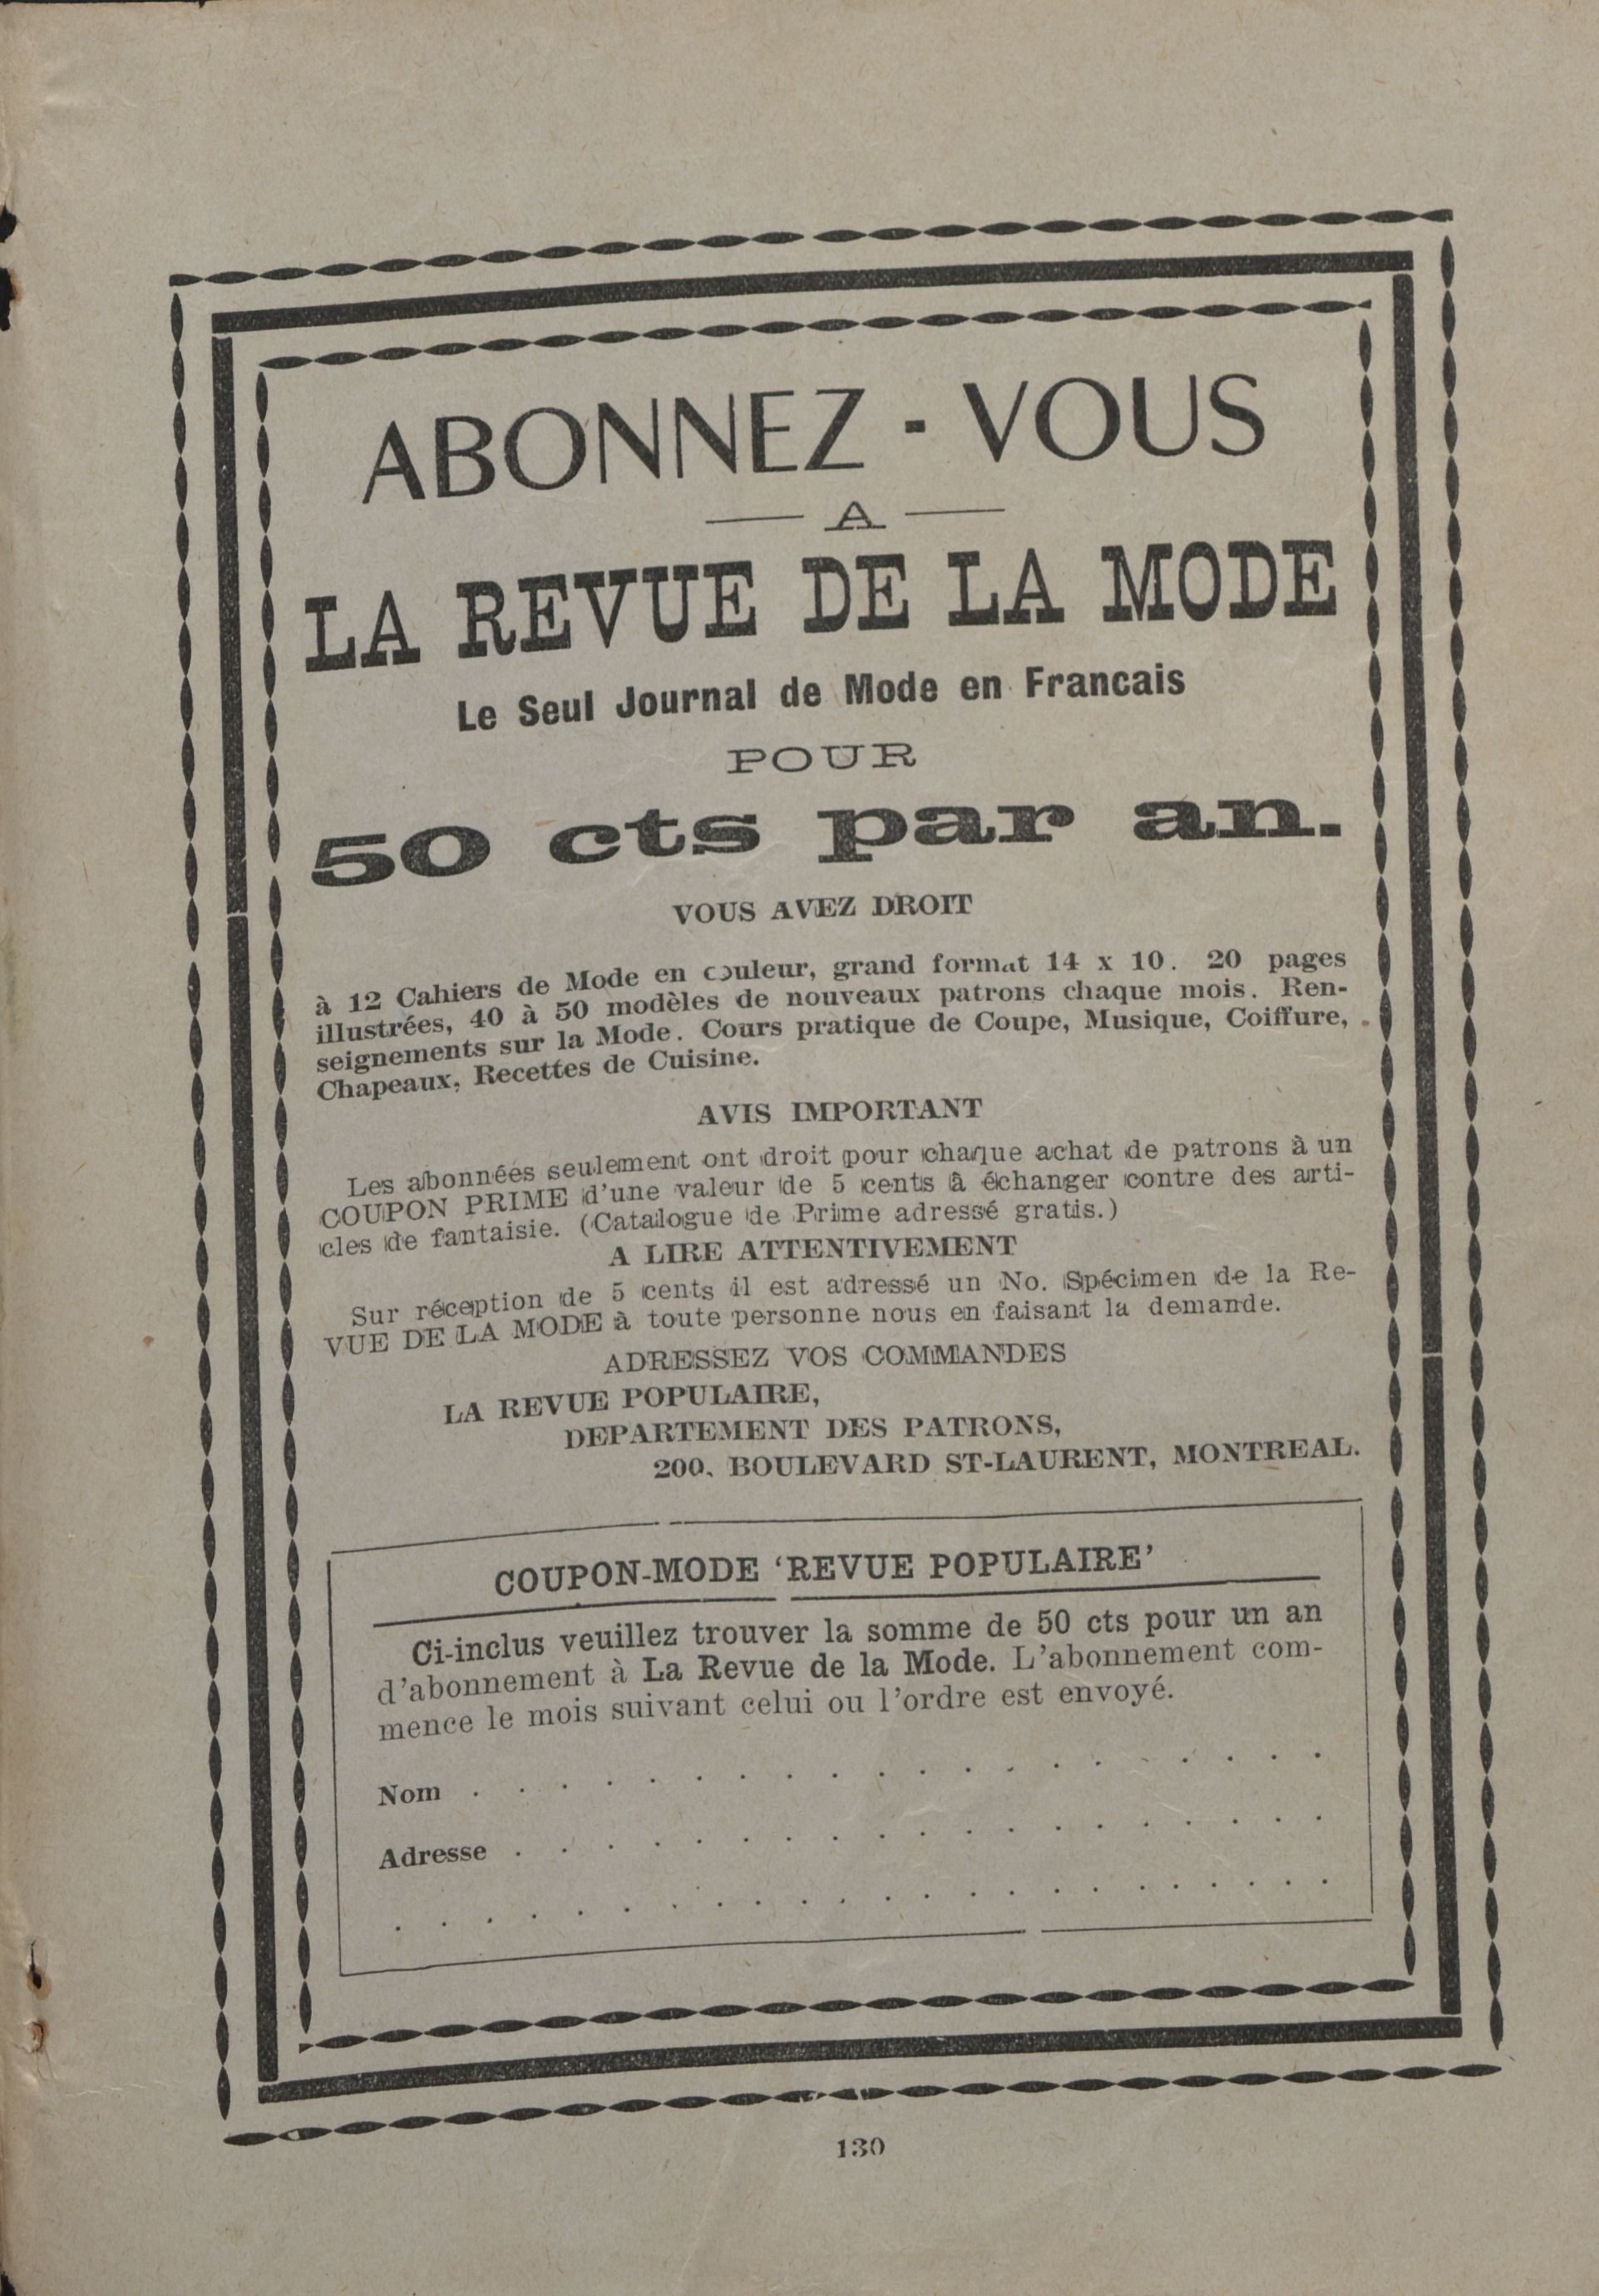 ABONNEZ - VOUS
A
LA REVUE DE LA MODE
Le Seul Journal de Mode en Francais
POUR
50 cts par an.
VOUS AVEZ DROIT
à 12 Cahiers de Mode en couleur, grand format 14 x 10. 20 pages
illustrées, 40 à 50 modèles de nouveaux patrons chaque mois. Ren-
seignements sur la Mode. Cours pratique de Coupe, Musique, Coiffure,
Chapeaux, Recettes de Cuisine.
AVIS IMPORTANT
Les abonnées seulement ont droit pour chaque achat de patrons à un
COUPON PRIME d'une valeur de 5 cents à échanger contre des arti-
cles de fantaisie. (Catalogue de Prime adressé gratis.)
A LIRE ATTENTIVEMENT
Sur réception de 5 cents il est adressé un No. Spécimen de la Re-
VUE DE LA MODE à toute personne nous en faisant la demande.
ADRESSEZ VOS COMMANDES
LA REVUE POPULAIRE,
DEPARTEMENT DES PATRONS,
200, BOULEVARD ST-LAURENT, MONTREAL.
COUPON-MODE 'REVUE POPULAIRE'
Ci-inclus veuillez trouver la somme de 50 cts pour un an
d'abonnement à La Revue de la Mode. L'abonnement com-
mence le mois suivant celui ou l'ordre est envoyé.
Nom . . . . . . . . . . . . . . . . . . . .
Adresse . . . . . . . . . . . . . . . . . . .
. . . . . . . . . . . . . . . . . . . . . .
130